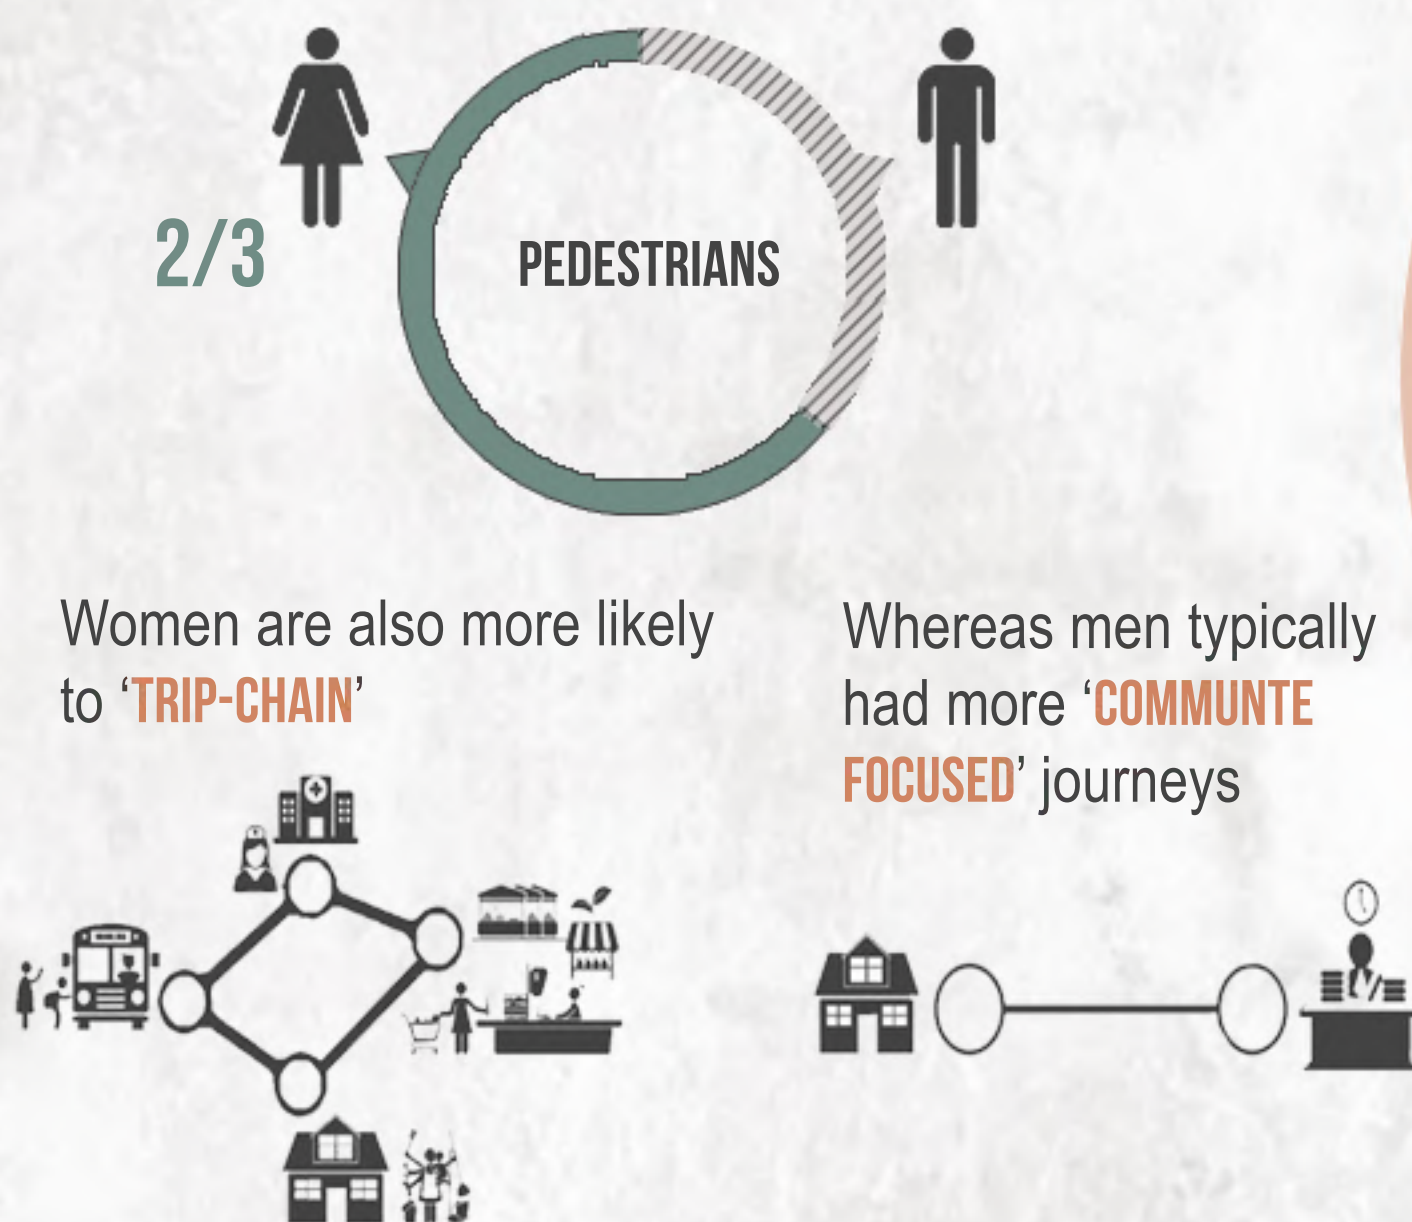 2/3
PEDESTRIANS
Women are also more likely
to ‘TRIP-CHAIN’
Whereas men typically
had more ‘COMMUNTE
FOCUSED’ journeys